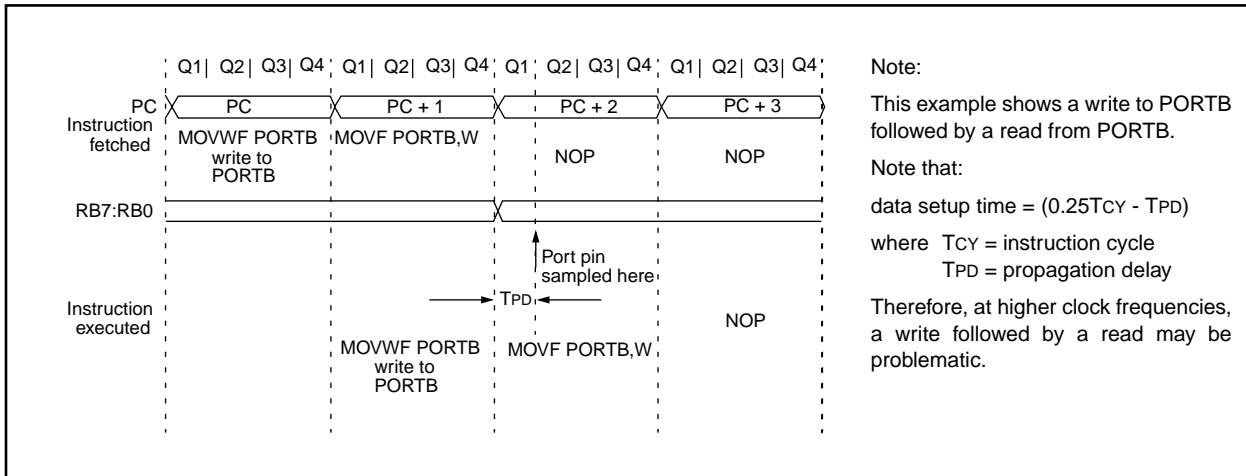 Q1| Q2| Q3| Q4 Q1| Q2| Q3| Q4 Q1 Q2| Q3| Q4 Q1| Q2| Q3| Q4
PC PC PC + 1 PC + 2 PC + 3
Instruction
fetched
MOVWF PORTB
write to
PORTB
MOVF PORTB,W
NOP
NOP
RB7:RB0
Port pin
sampled here
TPD
Instruction
executed
MOVWF PORTB
write to
PORTB
MOVF PORTB,W
NOP
Note:
This example shows a write to PORTB
followed by a read from PORTB.
Note that:
data setup time = (0.25TCY - TPD)
where TCY = instruction cycle
TPD = propagation delay
Therefore, at higher clock frequencies,
a write followed by a read may be
problematic.